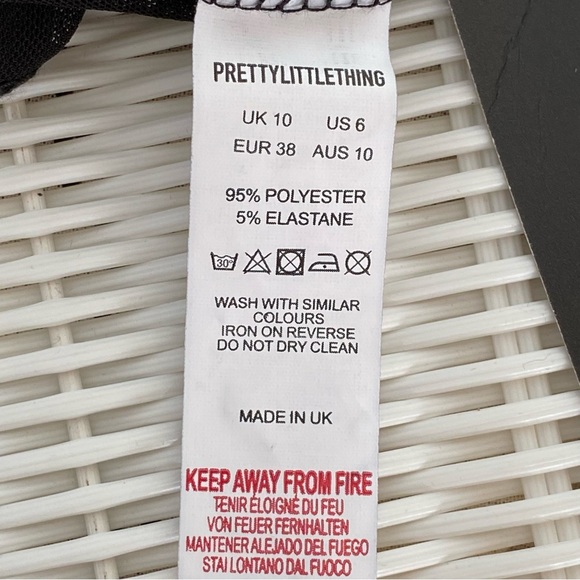 PRETTYLITTLETHING
UK 10 US 6
EUR 38 AUS 10
95% POLYESTER
5% ELASTANE
30°
WASH WITH SIMILAR
COLOURS
IRON ON REVERSE
DO NOT DRY CLEAN
MADE IN UK
KEEP AWAY FROM FIRE
TENIR ÉLOIGNÉ DU FEU
VON FEUER FERNHALTEN
MANTENER ALEJADO DEL FUEGO
STAI LONTANO DAL FUOCO